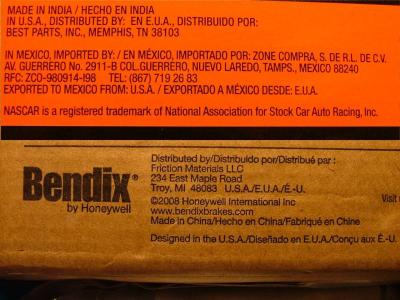 MADE IN INDIA / HECHO EN INDIA
IN U.S.A., DISTRIBUTED BY: EN E.U.A., DISTRIBUIDO POR:
BEST PARTS, INC., MEMPHIS, TN 38103
IN MEXICO, IMPORTED BY: / EN MÉXICO, IMPORTADO POR: ZONE COMPRA, S. DE R.L. DE C.V.
AV. GUERRERO No. 2911-B COL.GUERRERO, NUEVO LAREDO, TAMPS., MEXICO 88240
RFC: ZCO-980914-I98 TEL: (867) 719 26 83
EXPORTED TO MEXICO FROM: U.S.A. / EXPORTADO A MÉXICO DESDE: E.U.A.
NASCAR is a registered trademark of National Association for Stock Car Auto Racing, Inc.
Bendix®
by Honeywell
Distributed by/Distribuido por/Distribué par :
Friction Materials LLC
234 East Maple Road
Troy, MI 48083 U.S.A./E.U.A./É.-U.
©2008 Honeywell International Inc
www.bendixbrakes.com
Made in China/Hecho en China/Fabriqué en Chine
Designed in the U.S.A./Diseñado en E.U.A./Conçu aux É.-U.
Visit